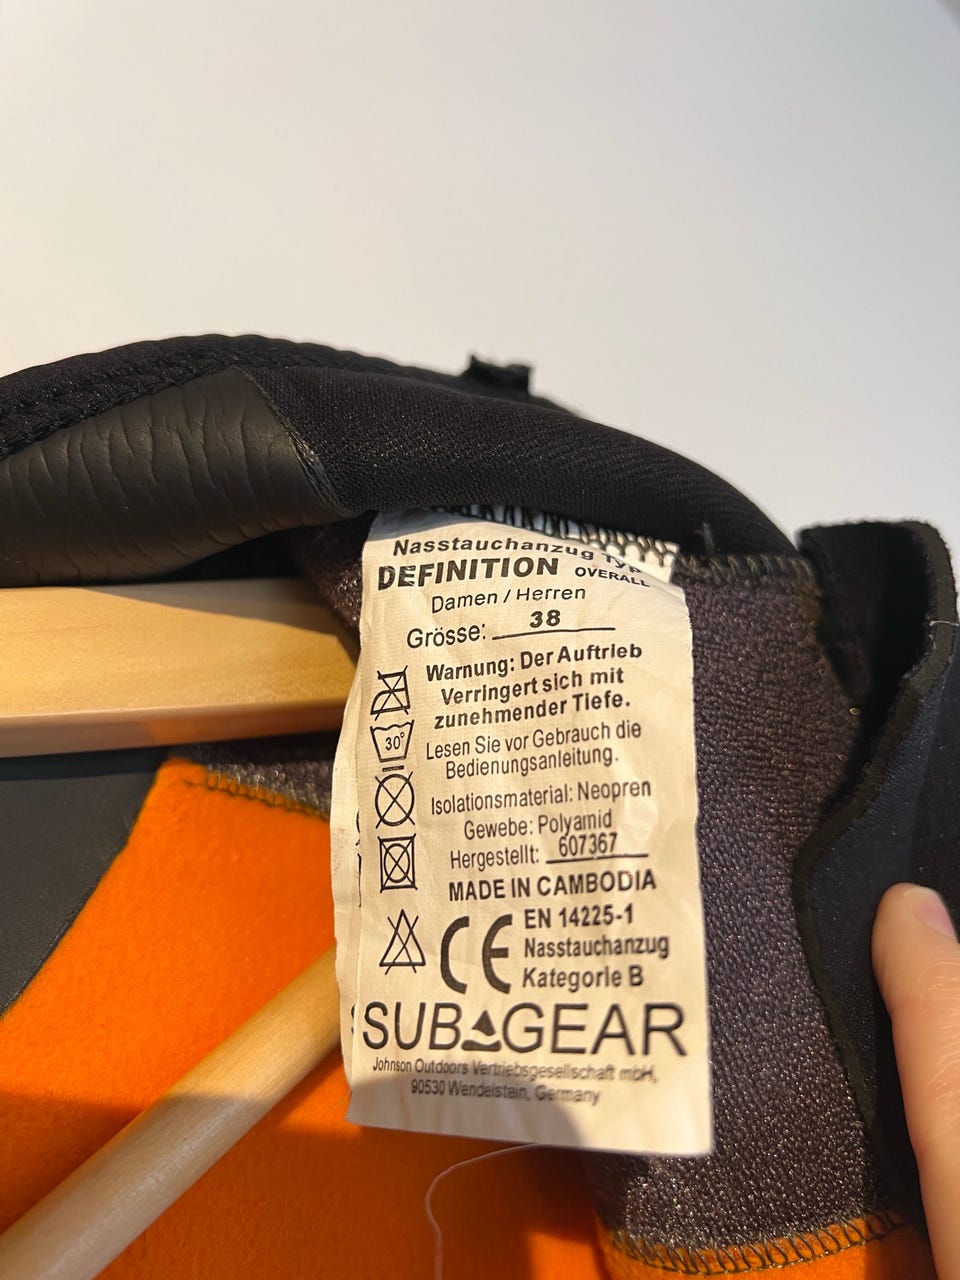 Nasstauchanzug Typ
DEFINITION OVERALL
Damen / Herren
Grösse: 38
Warnung: Der Auftrieb
Verringert sich mit
zunehmender Tiefe.
30°
Lesen Sie vor Gebrauch die
Bedienungsanleitung.
Isolationsmaterial: Neopren
Gewebe: Polyamid
Hergestellt: 607367
MADE IN CAMBODIA
CE
EN 14225-1
Nasstauchanzug
Kategorie B
SUBGEAR
Johnson Outdoors Vertriebsgesellschaft mbH,
90530 Wendelstein, Germany